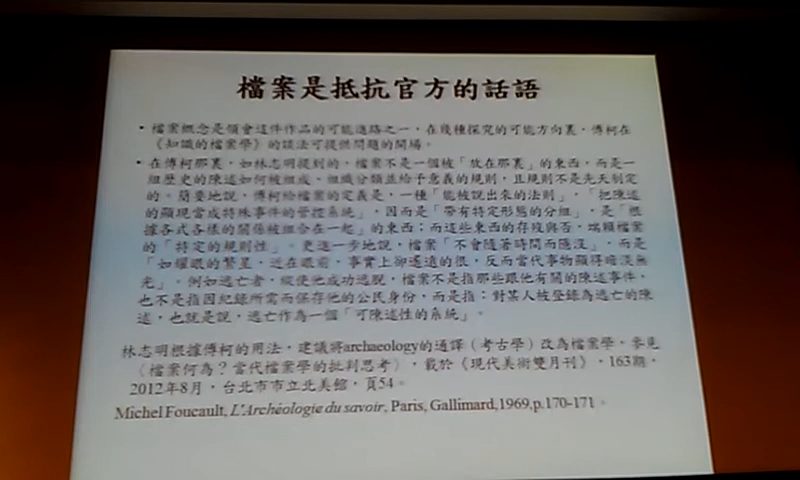 檔案是抵抗官方的話語
• 檔案概念是領會這件作品的可能進路之一，在幾種探究的可能方向裏，傅柯在
《知識的檔案學》的談法可提供問題的開場。
• 在傅柯那裏，如林志明提到的，檔案不是一個被「放在那裏」的東西，而是一
組歷史的陳述如何被組成、組織分類並給予意義的規則，且規則不是先天制定
的。簡要地說，傅柯給檔案的定義是，一種「能被說出來的法則」，「把陳述
的顯現當成特殊事件的管控系統」，因而是「帶有特定形態的分組」，是「根
據各式各樣的關係被組合在一起」的東西；而這些東西的存歿與否，端賴檔案
的「特定的規則性」。更進一步地說，檔案「不會隨著時間而隱沒」，而是
「如耀眼的繁星，近在眼前，事實上卻遙遠的很，反而當代事物顯得暗淡無
光」。例如逃亡者，縱使他成功逃脫，檔案不是指那些跟他有關的陳述事件，
也不是指因紀錄所需而保存他的公民身份，而是指：對某人被登錄為逃亡的陳
述，也就是說，逃亡作為一個「可陳述性的系統」。
林志明根據傅柯的用法，建議將archaeology的通譯（考古學）改為檔案學，參見
〈檔案何為？當代檔案學的批判思考〉，載於《現代美術雙月刊》，163期，
2012年8月，台北市市立北美館，頁54。
Michel Foucault, L'Archéologie du savoir, Paris, Gallimard,1969,p.170-171。